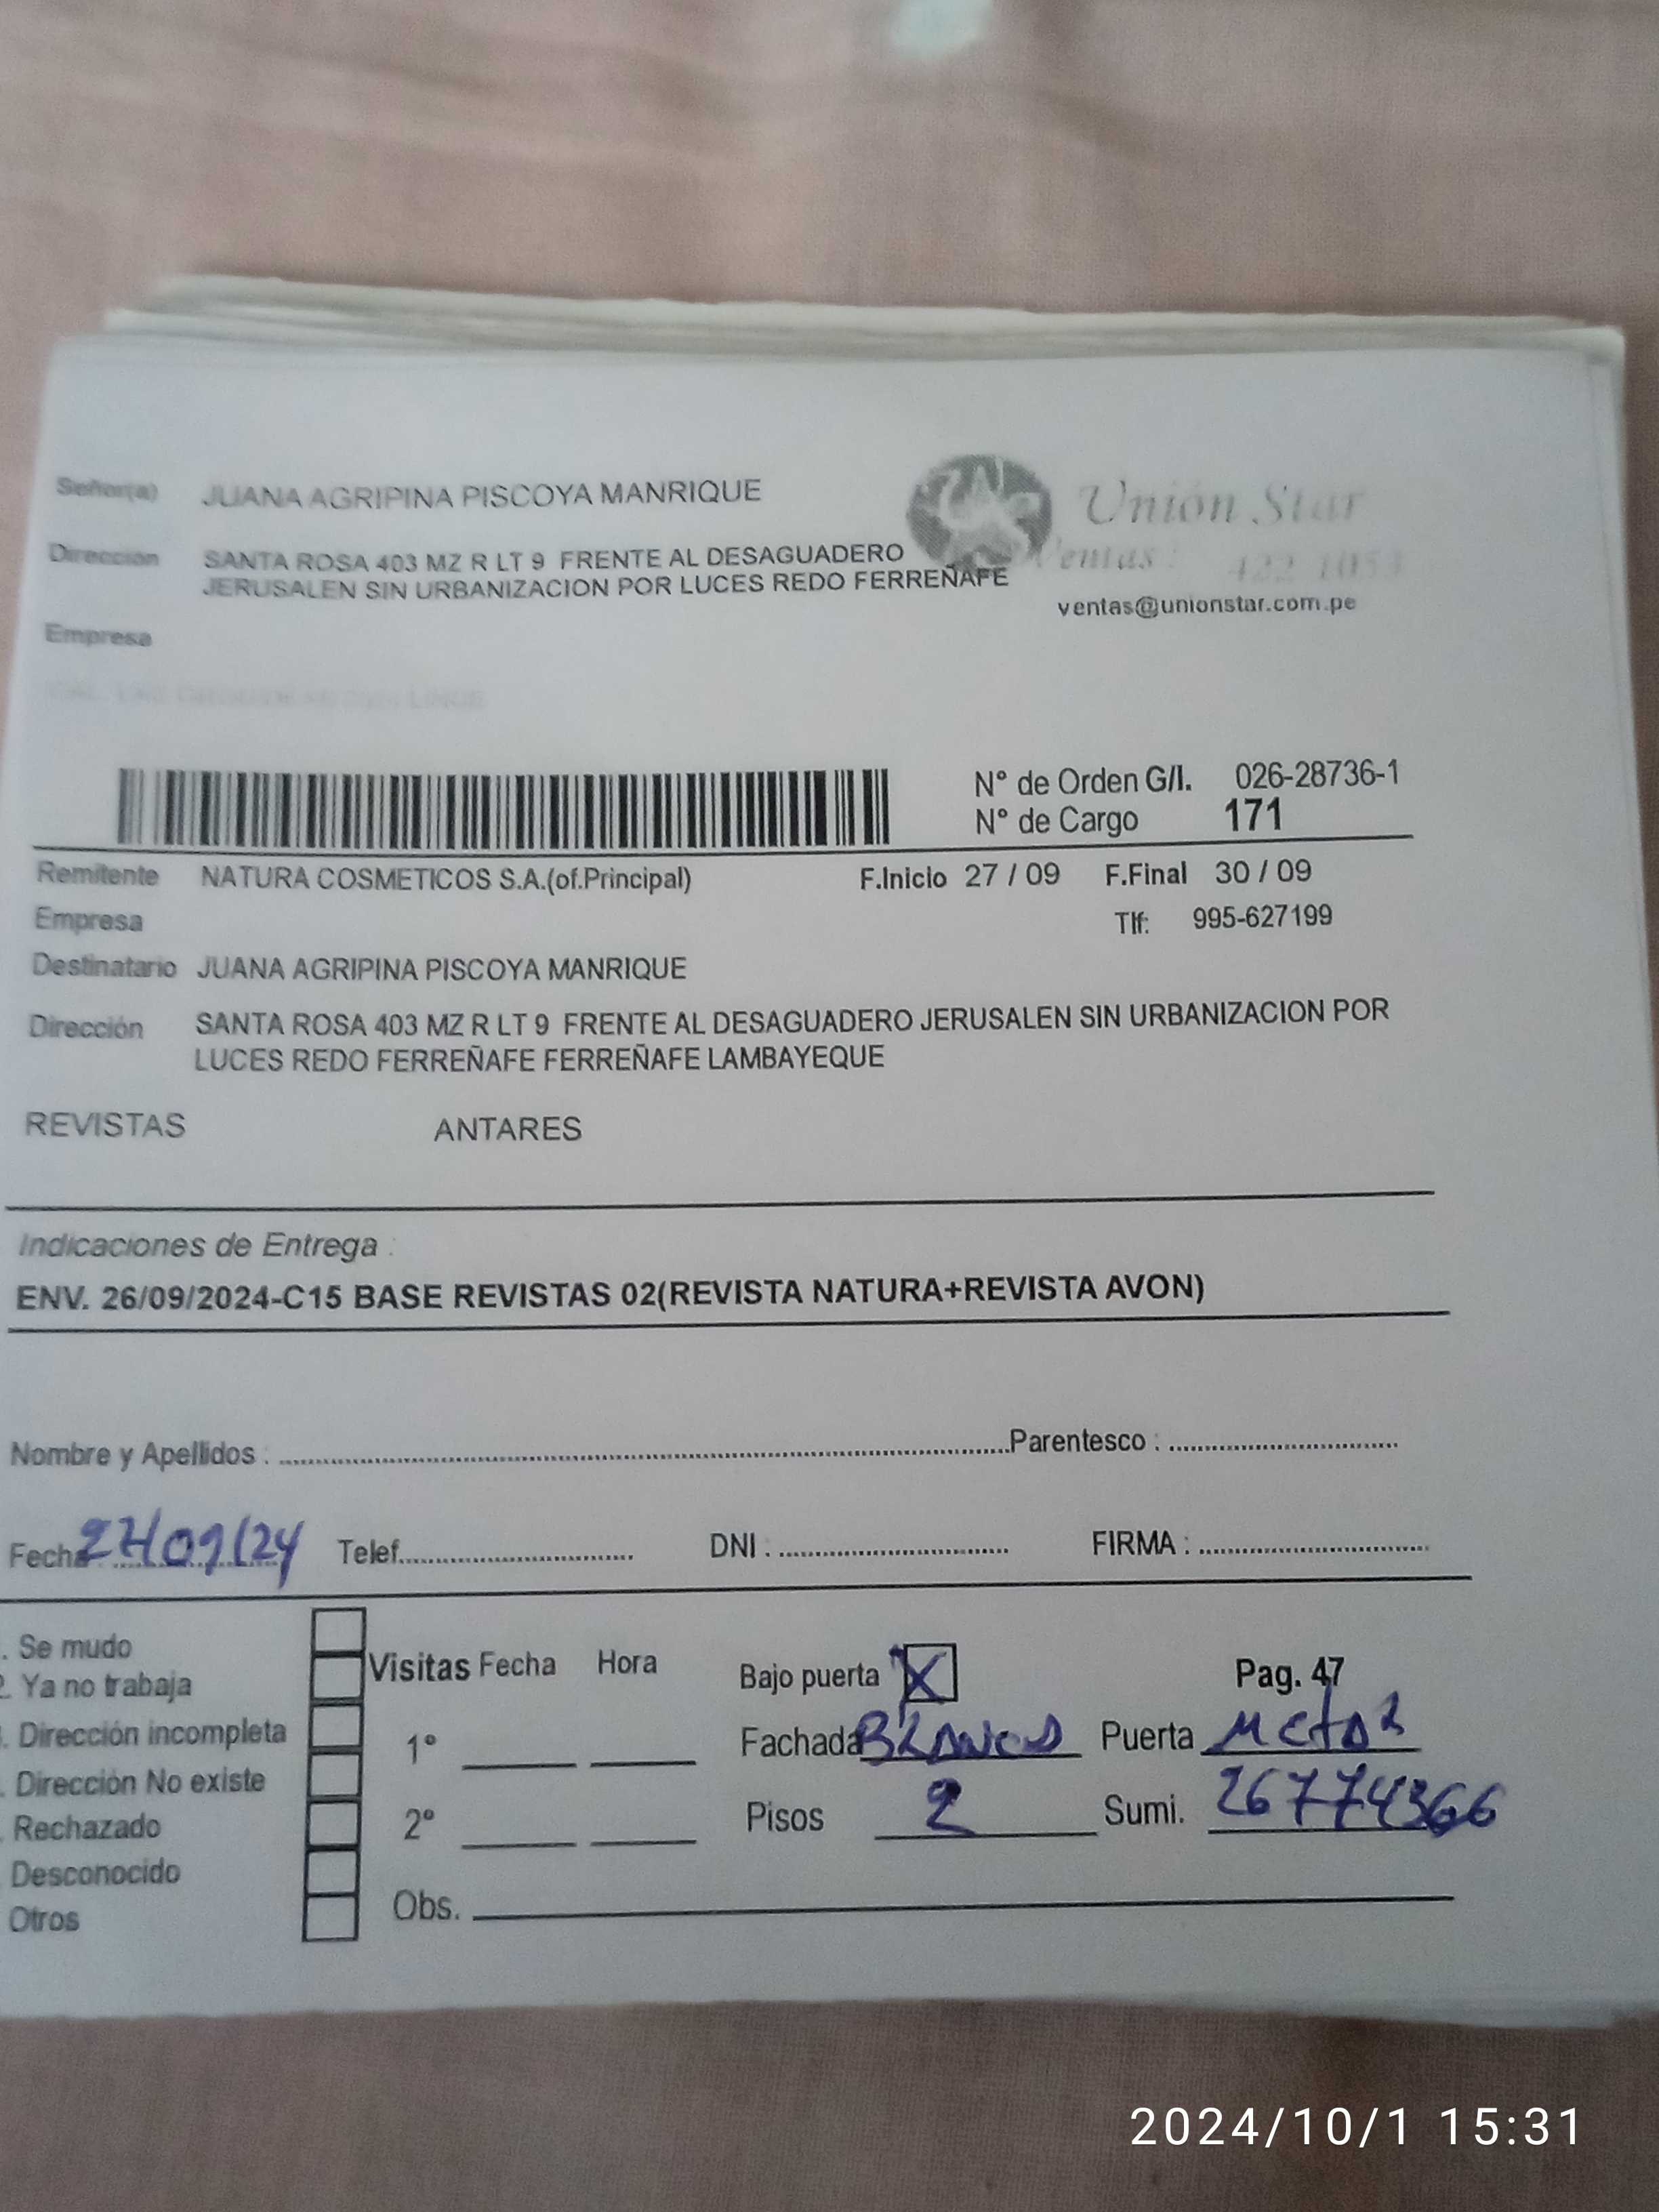 Señor(a) JUANA AGRIPINA PISCOYA MANRIQUE
Unión Star
Dirección SANTA ROSA 403 MZ R LT 9 FRENTE AL DESAGUADERO
JERUSALEN SIN URBANIZACION POR LUCES REDO FERREÑAFE
Ventas : 422 1053
ventas@unionstar.com.pe
Empresa
N° de Orden G/I. 026-28736-1
N° de Cargo 171
Remitente NATURA COSMETICOS S.A.(of.Principal) F.Inicio 27 / 09 F.Final 30 / 09
Empresa Tlf: 995-627199
Destinatario JUANA AGRIPINA PISCOYA MANRIQUE
Dirección SANTA ROSA 403 MZ R LT 9 FRENTE AL DESAGUADERO JERUSALEN SIN URBANIZACION POR
LUCES REDO FERREÑAFE FERREÑAFE LAMBAYEQUE
REVISTAS ANTARES
Indicaciones de Entrega :
ENV. 26/09/2024-C15 BASE REVISTAS 02(REVISTA NATURA+REVISTA AVON)
Nombre y Apellidos : Parentesco :
Fecha 27/09/24 Telef. DNI : FIRMA :
. Se mudo
2. Ya no trabaja
. Dirección incompleta
. Dirección No existe
. Rechazado
Desconocido
Otros
Visitas Fecha Hora
1°
2°
Obs.
Bajo puerta X Pag. 47
Fachada BLANCO Puerta METAL
Pisos 2 Sumi. 26774366
2024/10/1 15:31